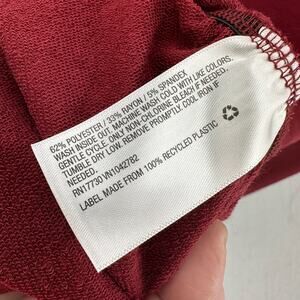 62% POLYESTER / 33% RAYON / 5% SPANDEX
WASH INSIDE OUT. MACHINE WASH COLD WITH LIKE COLORS.
GENTLE CYCLE. ONLY NON-CHLORINE BLEACH IF NEEDED.
TUMBLE DRY LOW. REMOVE PROMPTLY. COOL IRON IF
RN17730 VN1042782
LABEL MADE FROM 100% RECYCLED PLASTIC